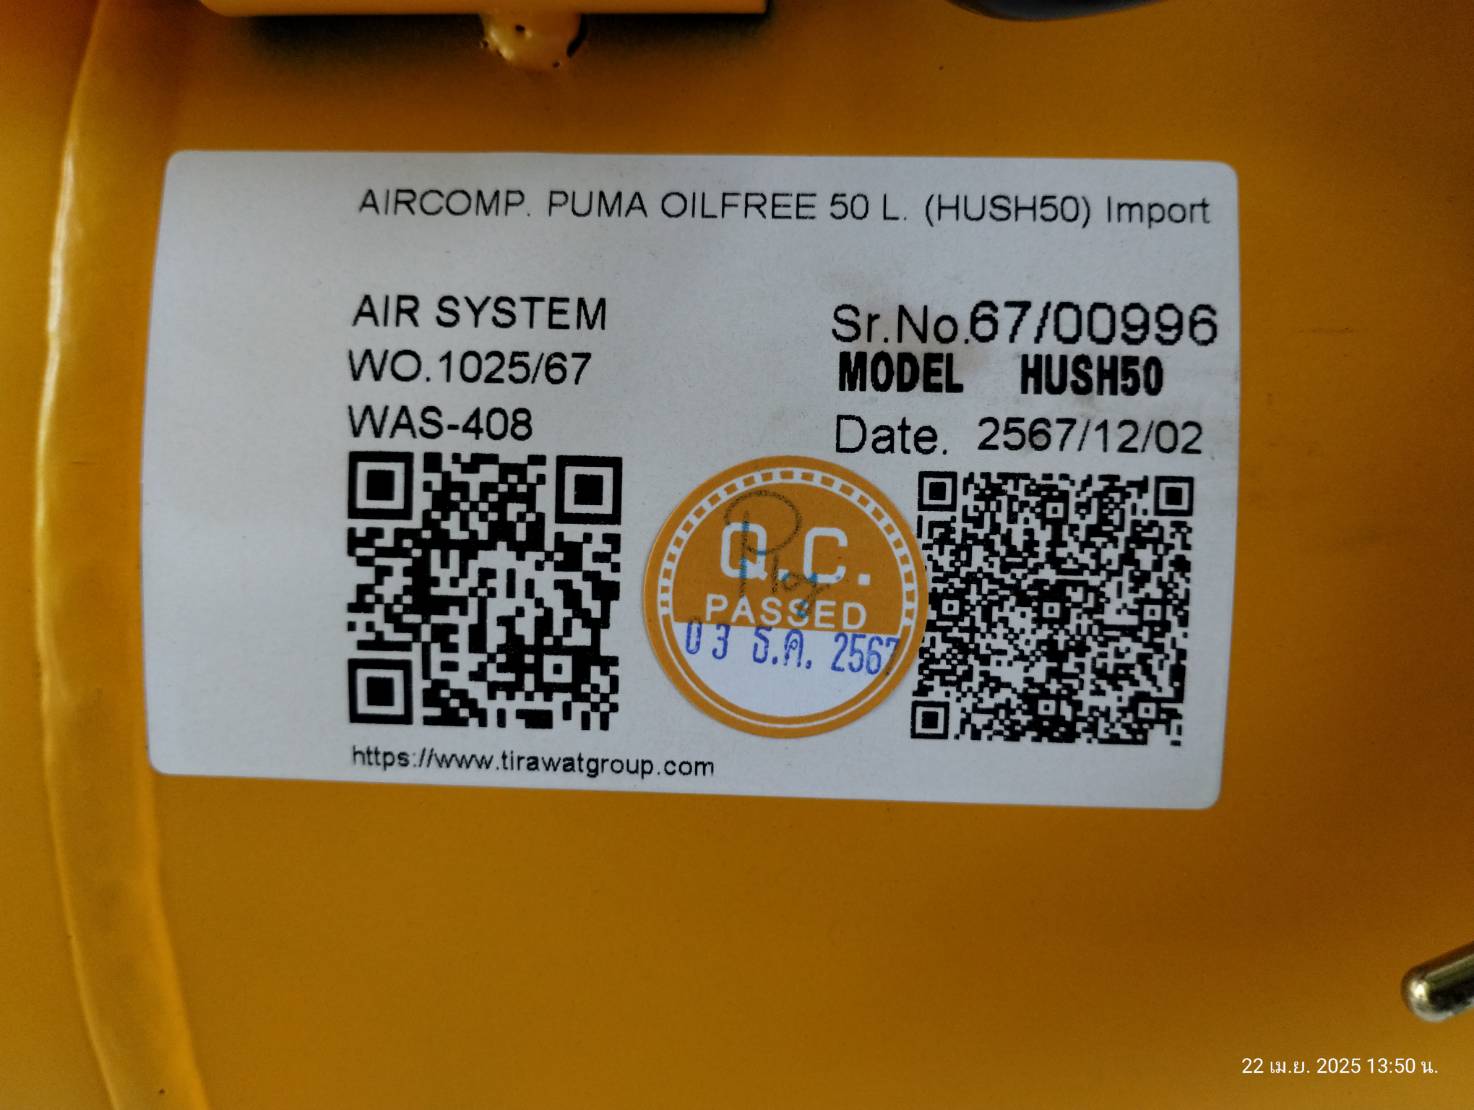 AIRCOMP. PUMA OILFREE 50 L. (HUSH50) Import
AIR SYSTEM
WO.1025/67
WAS-408
Sr.No.67/00996
MODEL HUSH50
Date. 2567/12/02
Q.C.
PASSED
03 ธ.ค. 2567
https://www.tirawatgroup.com
22 เม.ย. 2025 13:50 น.